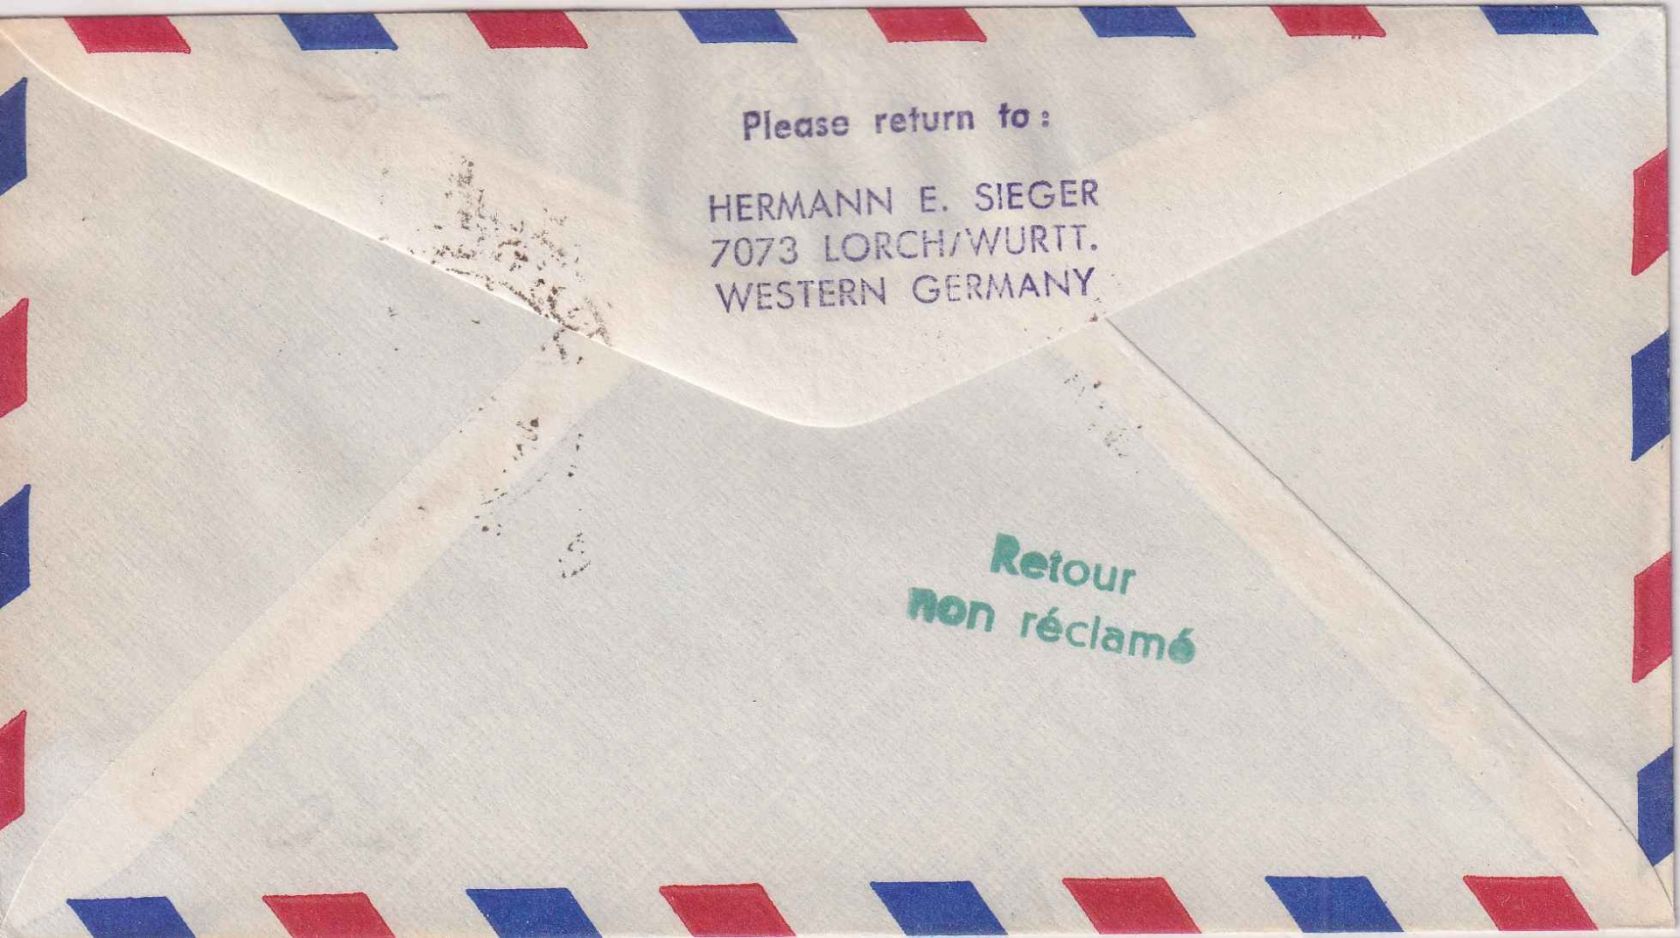 Please return to:
HERMANN E. SIEGER
7073 LORCH/WURTT.
WESTERN GERMANY
Retour
non réclamé